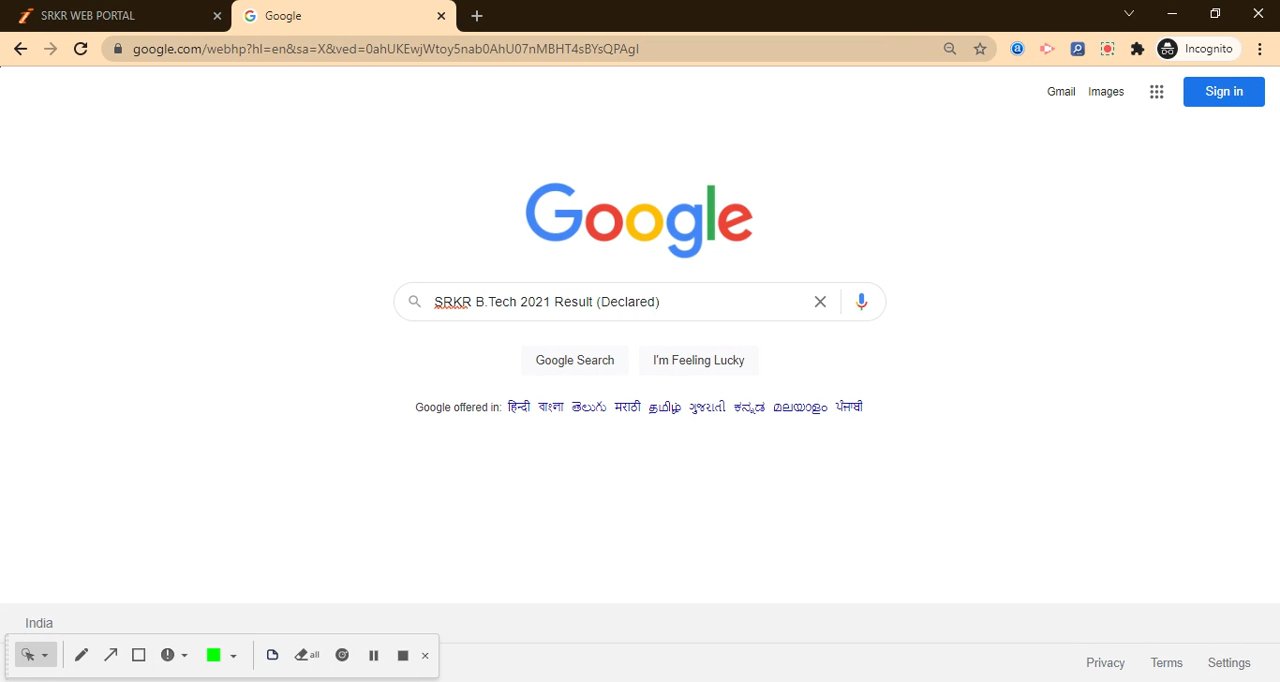 SRKR WEB PORTAL
Google
google.com/webhp?hl=en&sa=X&ved=0ahUKEwjWtoy5nab0AhU07nMBHT4sBYsQPAgI
Incognito
Gmail Images
Sign in
Google
SRKR B.Tech 2021 Result (Declared)
Google Search
I'm Feeling Lucky
Google offered in: हिन्दी বাংলা తెలుగు मराठी தமிழ் ગુજરાતી ಕನ್ನಡ മലയാളം ਪੰਜਾਬੀ
India
all
Privacy Terms Settings